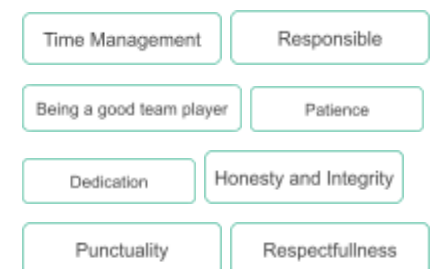 Time Management
Responsible
Being a good team player
Patience
Dedication
Honesty and Integrity
Punctuality
Respectfullness